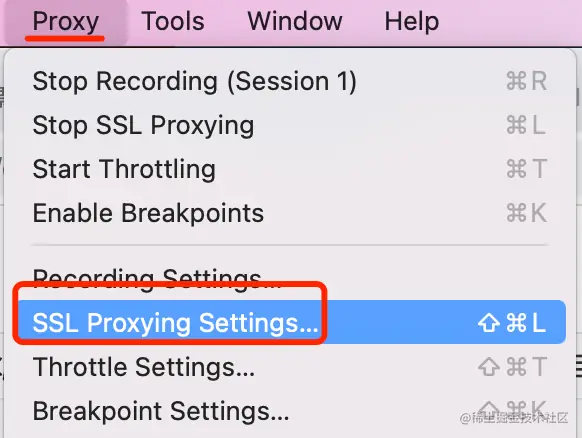 Proxy Tools Window Help
Stop Recording (Session 1) ⌘R
Stop SSL Proxying ⌘L
Start Throttling ⌘T
Enable Breakpoints ⌘K
Recording Settings...
SSL Proxying Settings... ⇧⌘L
Throttle Settings... ⇧⌘T
Breakpoint Settings... ⇧⌘K
@稀土掘金技术社区